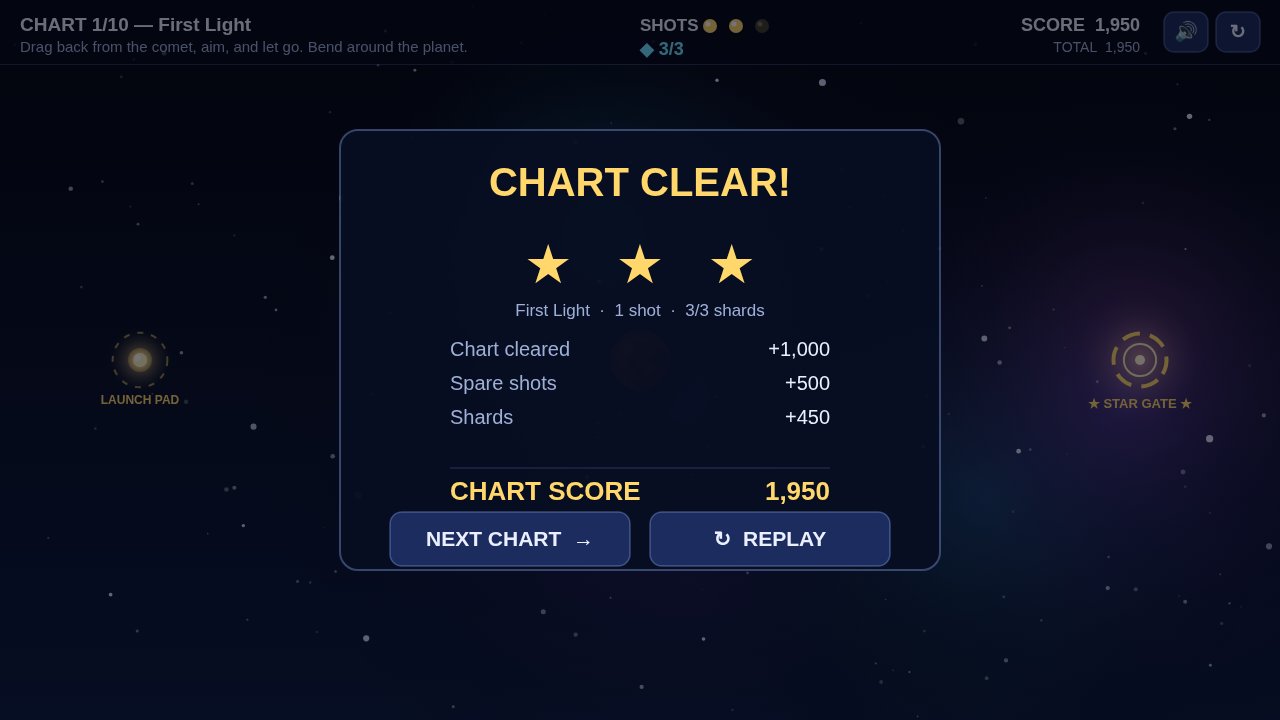 CHART 1/10 — First Light
Drag back from the comet, aim, and let go. Bend around the planet.
SHOTS
◆ 3/3
SCORE 1,950
TOTAL 1,950
CHART CLEAR!
★ ★ ★
First Light · 1 shot · 3/3 shards
Chart cleared +1,000
Spare shots +500
Shards +450
CHART SCORE 1,950
NEXT CHART →
↻ REPLAY
LAUNCH PAD
★ STAR GATE ★